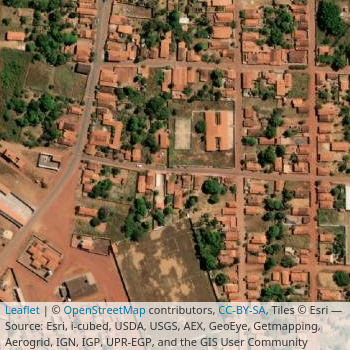 Leaflet | © OpenStreetMap contributors, CC-BY-SA, Tiles © Esri —
Source: Esri, i-cubed, USDA, USGS, AEX, GeoEye, Getmapping,
Aerogrid, IGN, IGP, UPR-EGP, and the GIS User Community